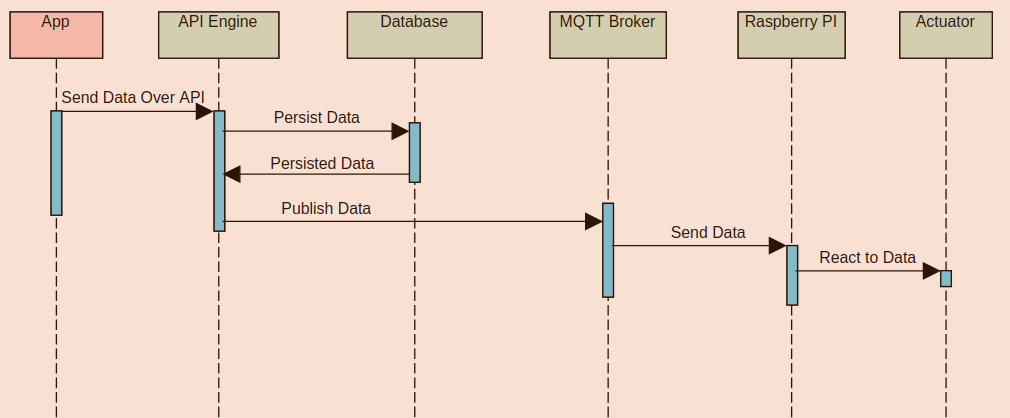 App
API Engine
Database
MQTT Broker
Raspberry PI
Actuator
Send Data Over API
Persist Data
Persisted Data
Publish Data
Send Data
React to Data